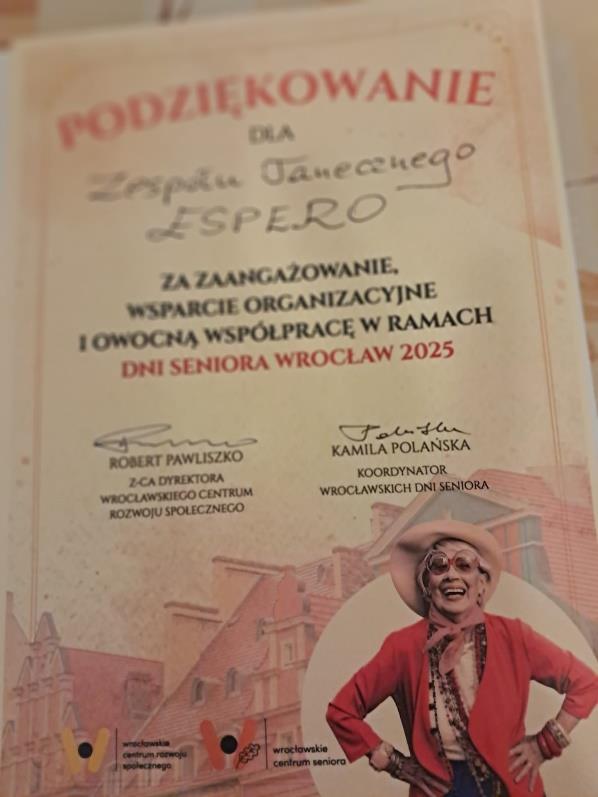 PODZIĘKOWANIE
DLA
Zespołu Tanecznego
ESPERO
ZA ZAANGAŻOWANIE,
WSPARCIE ORGANIZACYJNE
I OWOCNĄ WSPÓŁPRACĘ W RAMACH
DNI SENIORA WROCŁAW 2025
ROBERT PAWLISZKO
Z-CA DYREKTORA
WROCŁAWSKIEGO CENTRUM
ROZWOJU SPOŁECZNEGO
KAMILA POLAŃSKA
KOORDYNATOR
WROCŁAWSKICH DNI SENIORA
wrocławskie
centrum rozwoju
społecznego
wrocławskie
centrum seniora